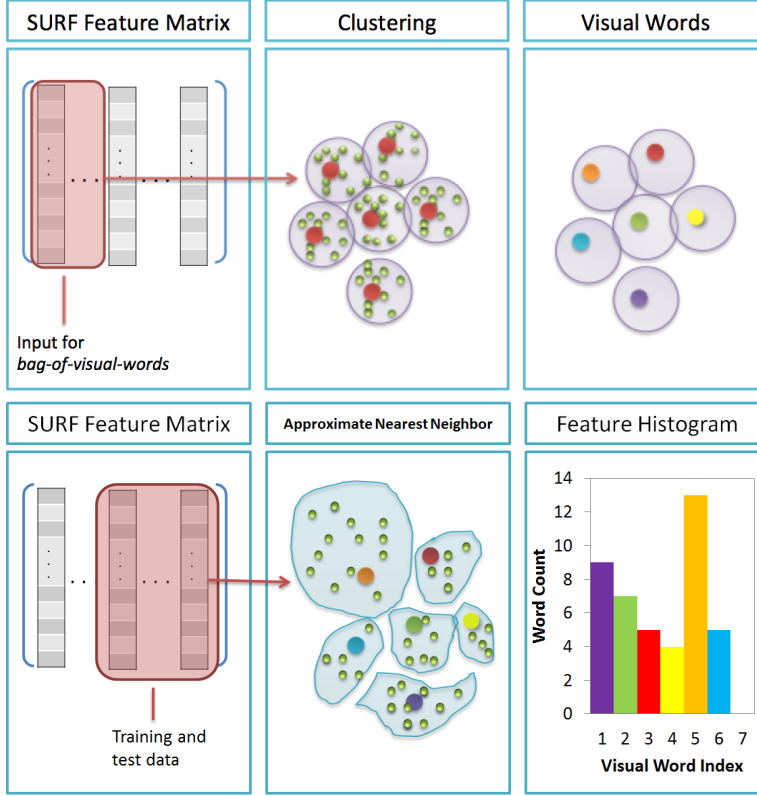 SURF Feature Matrix
Clustering
Visual Words
. . .
Input for
bag-of-visual-words
SURF Feature Matrix
Approximate Nearest Neighbor
Feature Histogram
Training and
test data
Word Count
14
12
10
8
6
4
2
0
1 2 3 4 5 6 7
Visual Word Index